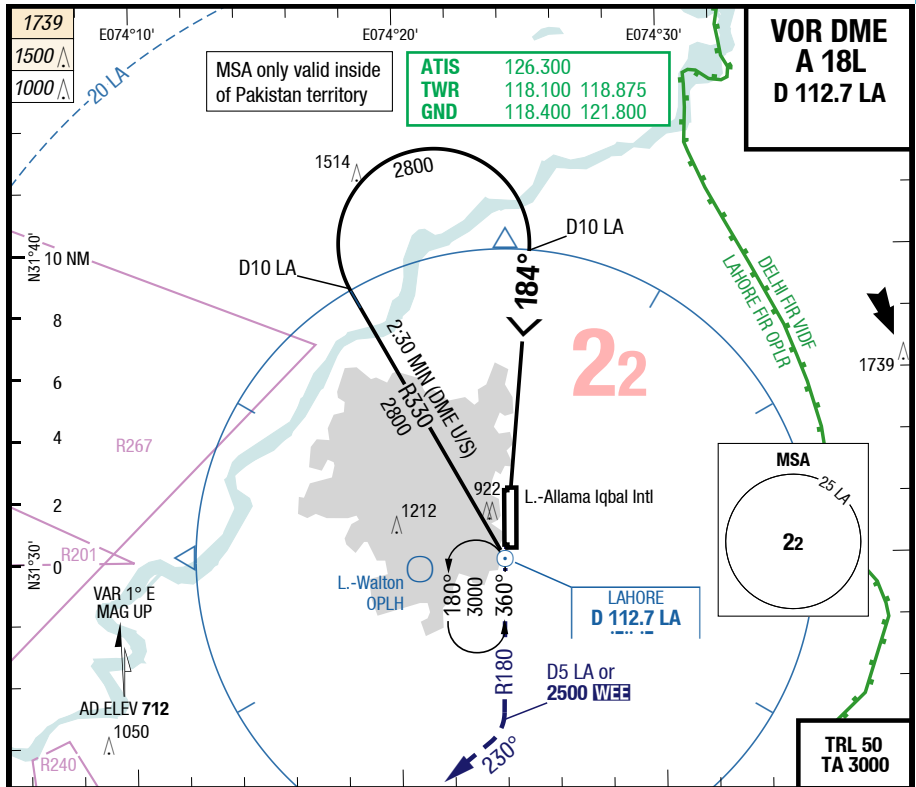 1739
1500
1000
E074°10'
E074°20'
E074°30'
VOR DME
A 18L
D 112.7 LA
MSA only valid inside
of Pakistan territory
ATIS 126.300
TWR 118.100 118.875
GND 118.400 121.800
20 LA
1514
2800
D10 LA
D10 LA
N31°40'
10 NM
184°
DELHI FIR VIDF
LAHORE FIR OPLR
8
2:30 MIN (DME U/S)
R330
2800
22
1739
6
4
R267
MSA
25 LA
22
2
922
L.-Allama Iqbal Intl
1212
R201
N31°30'
0
L.-Walton
OPLH
180°
3000
360°
LAHORE
D 112.7 LA
VAR 1° E
MAG UP
R180
D5 LA or
2500 WEE
AD ELEV 712
1050
230°
R240
TRL 50
TA 3000